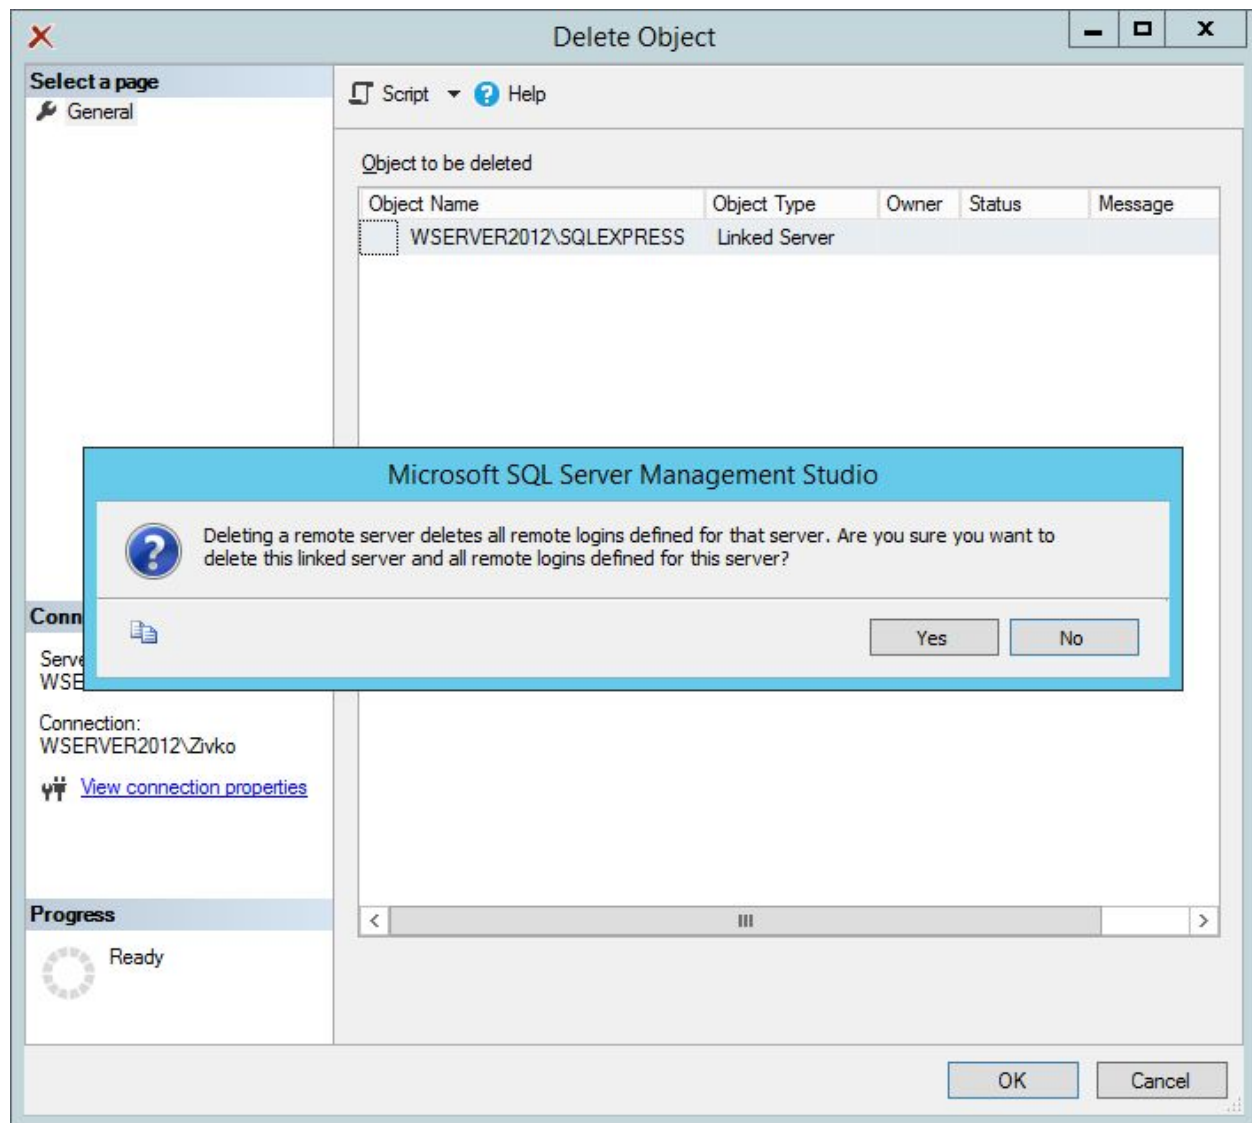 Delete Object
Select a page
General
Script
Help
Object to be deleted
Object Name Object Type Owner Status Message
WSERVER2012\SQLEXPRESS Linked Server
Microsoft SQL Server Management Studio
Deleting a remote server deletes all remote logins defined for that server. Are you sure you want to
delete this linked server and all remote logins defined for this server?
Yes No
Connection:
WSERVER2012\Zivko
View connection properties
Progress
Ready
OK Cancel